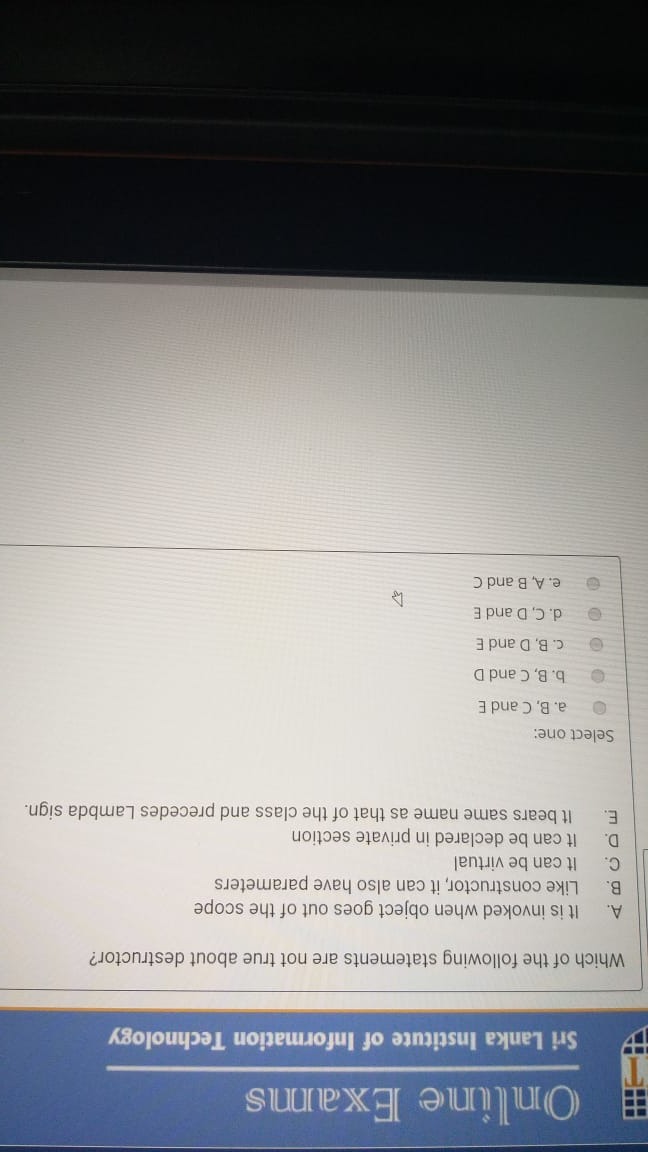 Online Exams
Sri Lanka Institute of Information Technology
T
Which of the following statements are not true about destructor?
A. It is invoked when object goes out of the scope
B. Like constructor, it can also have parameters
C. It can be virtual
D. It can be declared in private section
E. It bears same name as that of the class and precedes Lambda sign.
Select one:
a. B, C and E
b. B, C and D
c. B, D and E
d. C, D and E
e. A, B and C